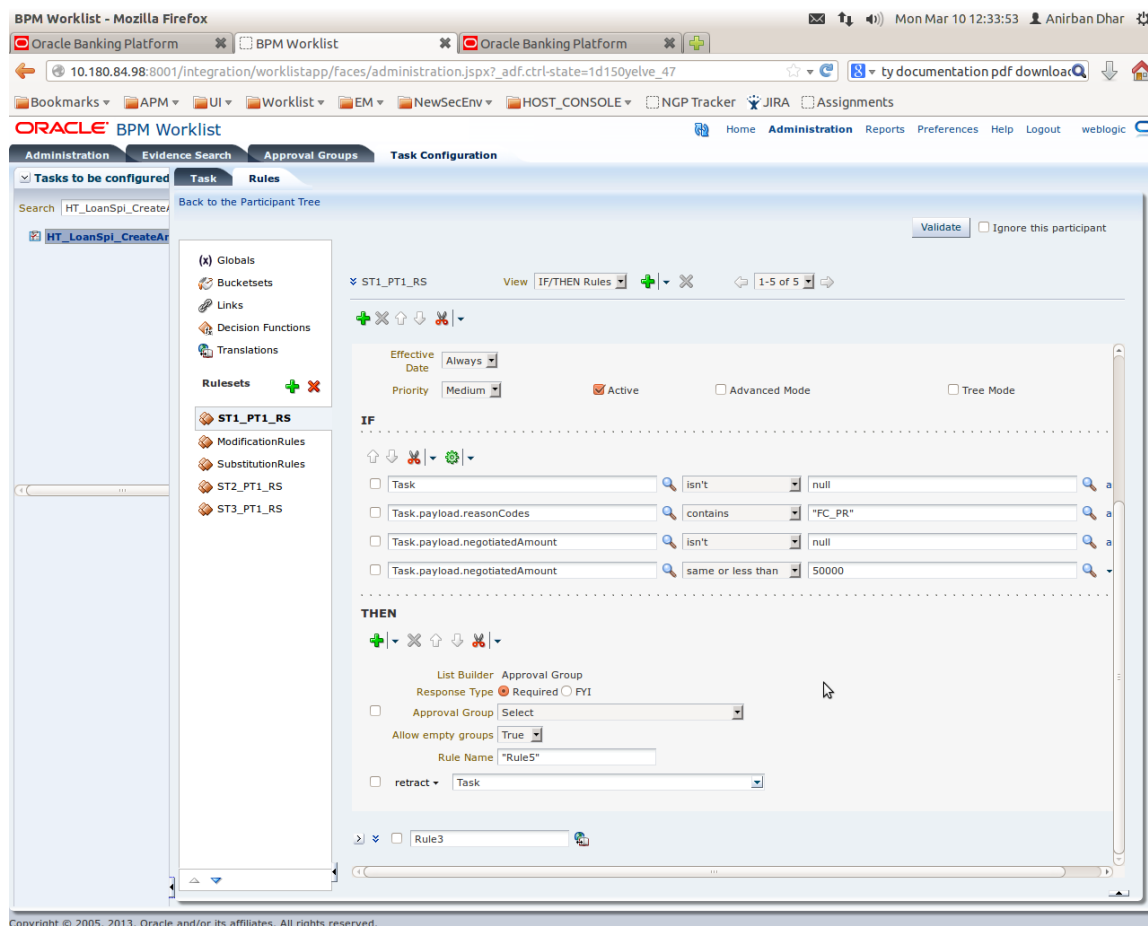 BPM Worklist - Mozilla Firefox
Mon Mar 10 12:33:53 Anirban Dhar
Oracle Banking Platform
BPM Worklist
Oracle Banking Platform
10.180.84.98:8001/integration/worklistapp/faces/administration.jspx?_adf.ctrl-state=1d150yelve_47
ty documentation pdf download
Bookmarks APM UI Worklist EM NewSecEnv HOST_CONSOLE NGP Tracker JIRA Assignments
ORACLE BPM Worklist
Home Administration Reports Preferences Help Logout weblogic
Administration Evidence Search Approval Groups Task Configuration
Tasks to be configured
Task Rules
Search HT_LoanSpi_CreateA
Back to the Participant Tree
HT_LoanSpi_CreateAr
Validate Ignore this participant
(x) Globals
Bucketsets
Links
Decision Functions
Translations
Rulesets
ST1_PT1_RS
ModificationRules
SubstitutionRules
ST2_PT1_RS
ST3_PT1_RS
ST1_PT1_RS View IF/THEN Rules 1-5 of 5
Effective Date Always
Priority Medium Active Advanced Mode Tree Mode
IF
Task isn't null a
Task.payload.reasonCodes contains "FC_PR" a
Task.payload.negotiatedAmount isn't null a
Task.payload.negotiatedAmount same or less than 50000
THEN
List Builder Approval Group
Response Type Required FYI
Approval Group Select
Allow empty groups True
Rule Name "Rule5"
retract Task
Rule3
Copyright © 2005, 2013, Oracle and/or its affiliates. All rights reserved.